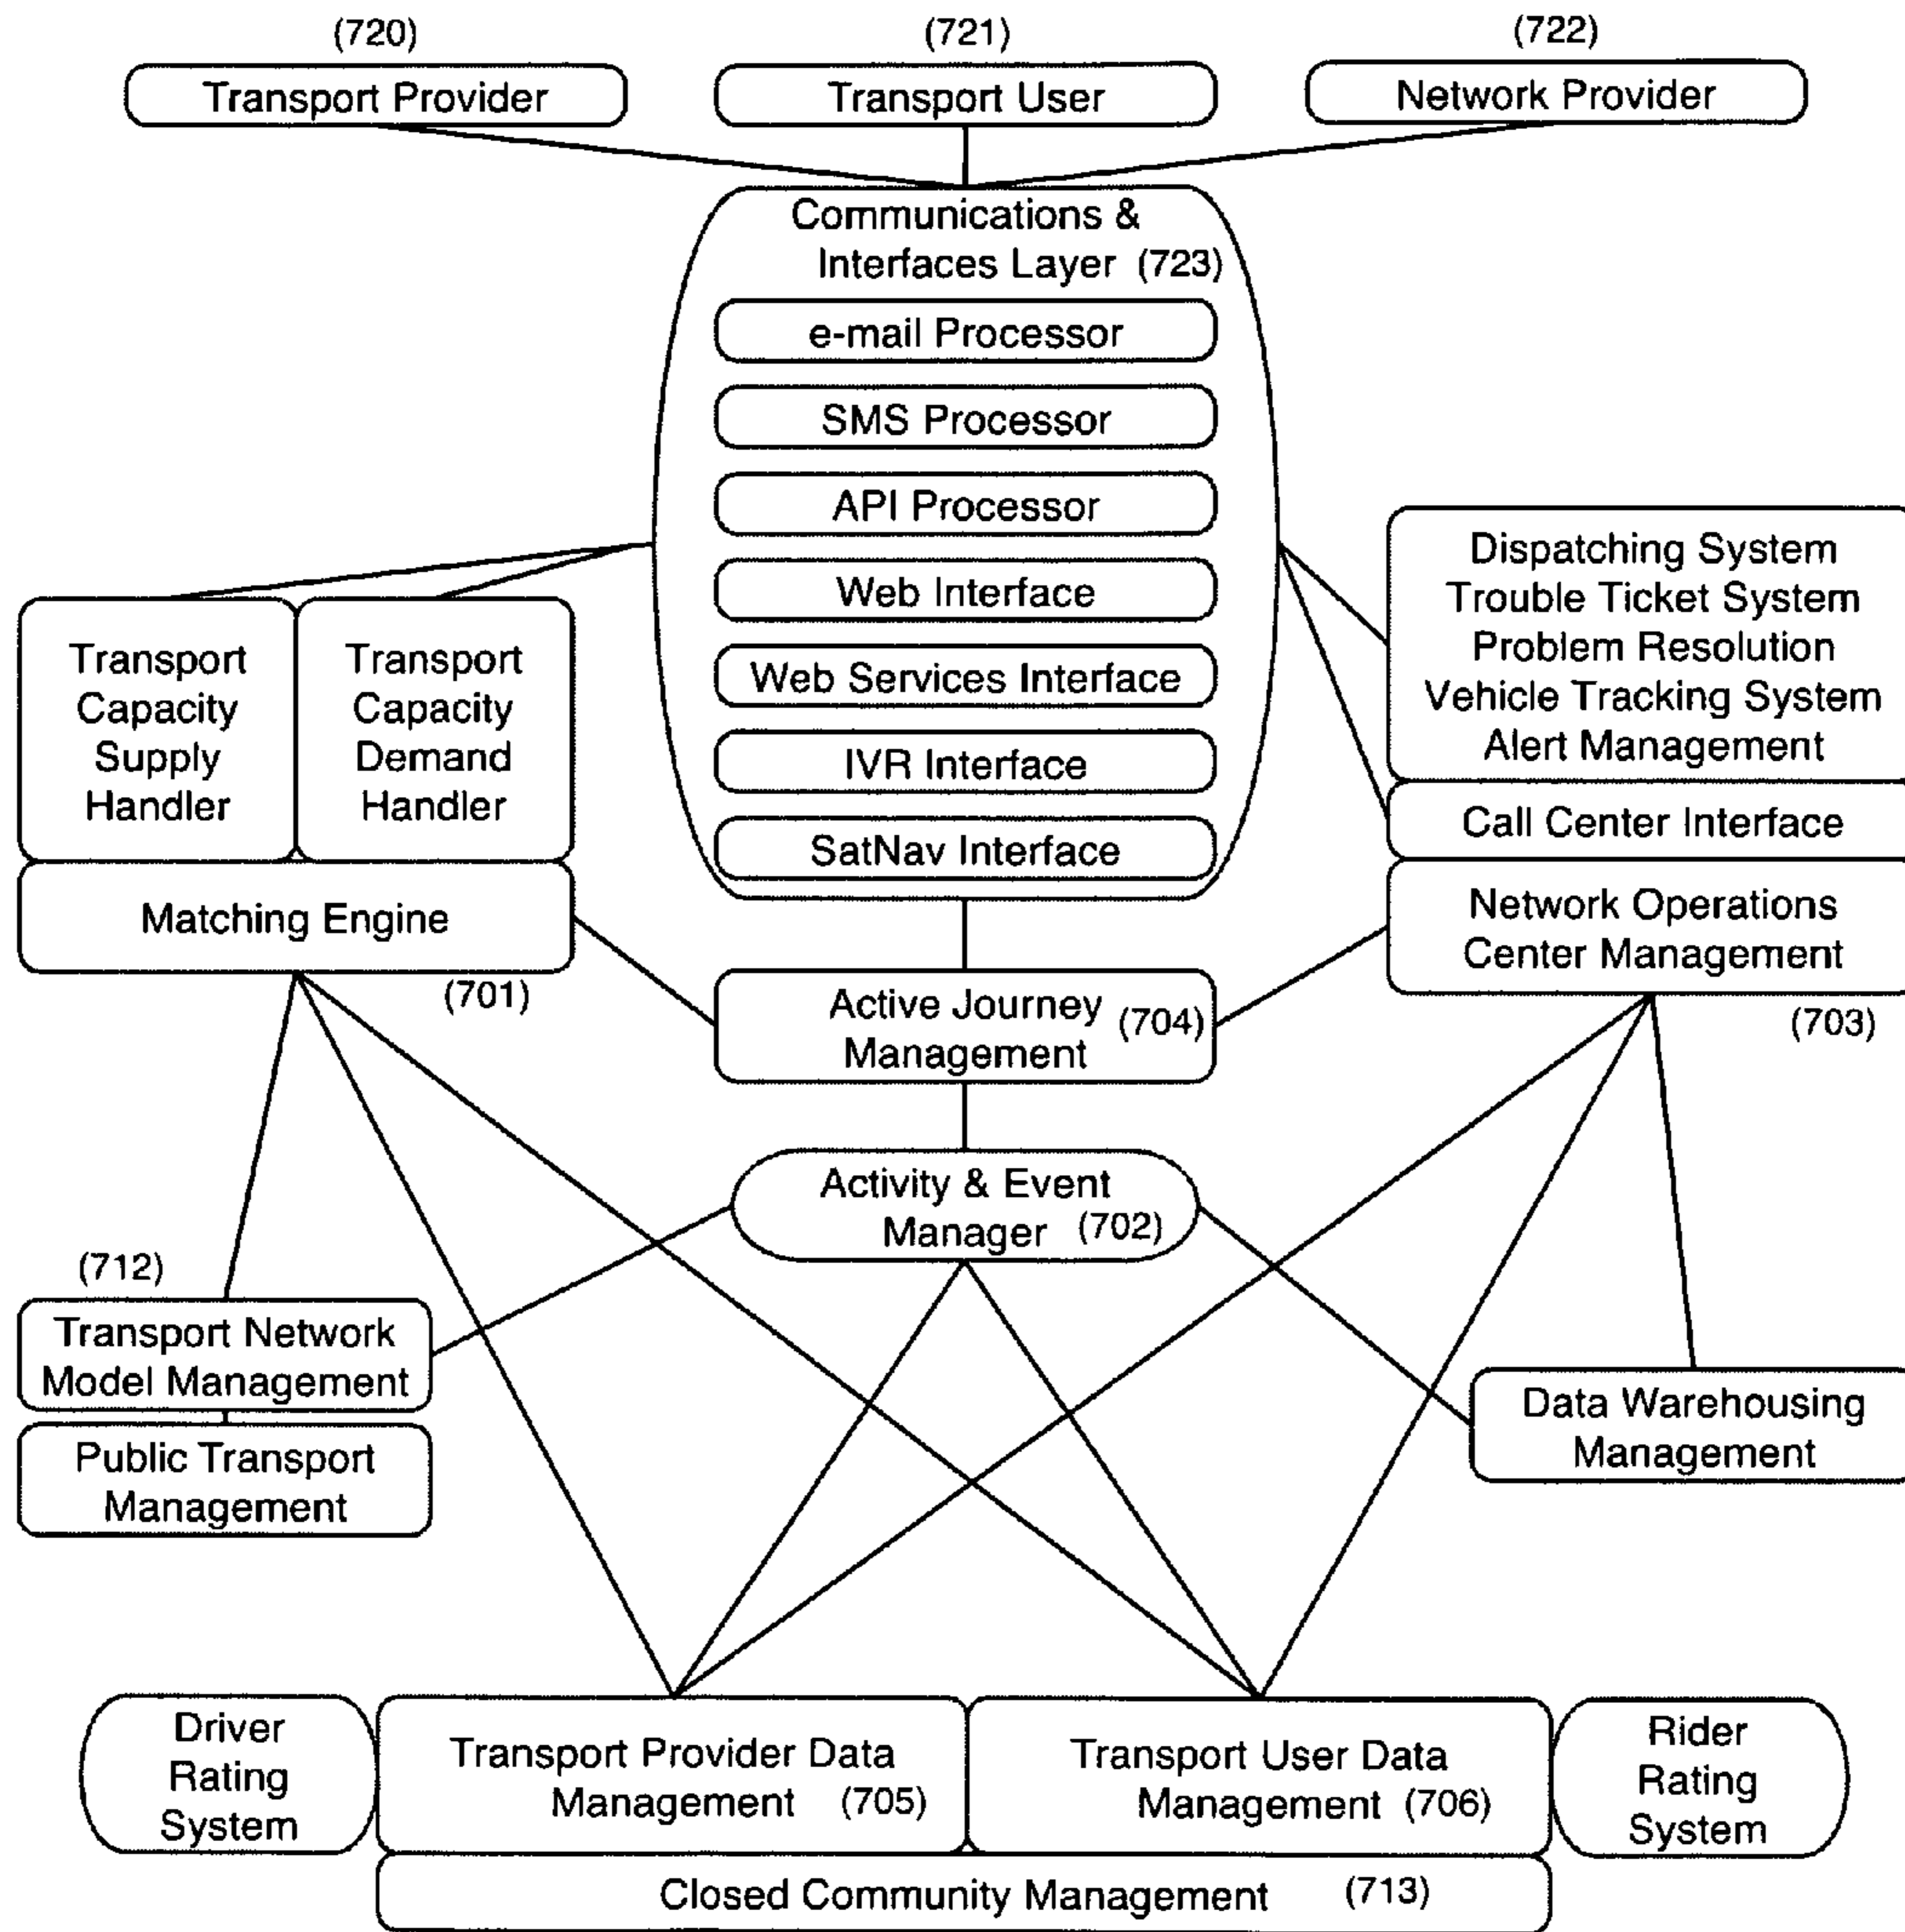 (720)
Transport Provider
(721)
Transport User
(722)
Network Provider
Communications &
Interfaces Layer (723)
e-mail Processor
SMS Processor
API Processor
Web Interface
Web Services Interface
IVR Interface
SatNav Interface
Transport
Capacity
Supply
Handler
Transport
Capacity
Demand
Handler
Matching Engine
(701)
Dispatching System
Trouble Ticket System
Problem Resolution
Vehicle Tracking System
Alert Management
Call Center Interface
Network Operations
Center Management
(703)
Active Journey
Management (704)
Activity & Event
Manager (702)
(712)
Transport Network
Model Management
Public Transport
Management
Data Warehousing
Management
Driver
Rating
System
Transport Provider Data
Management (705)
Transport User Data
Management (706)
Rider
Rating
System
Closed Community Management (713)